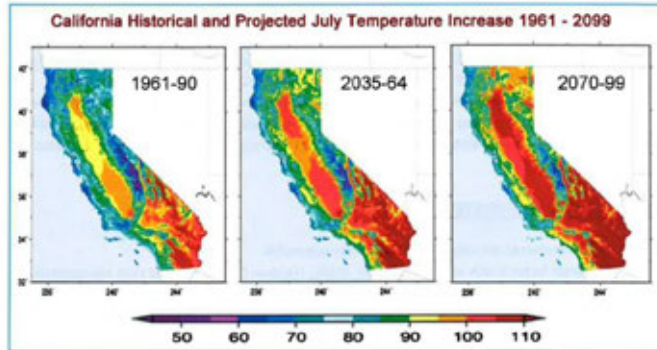 California Historical and Projected July Temperature Increase 1961 - 2099
1961-90
2035-64
2070-99
50 60 70 80 90 100 110